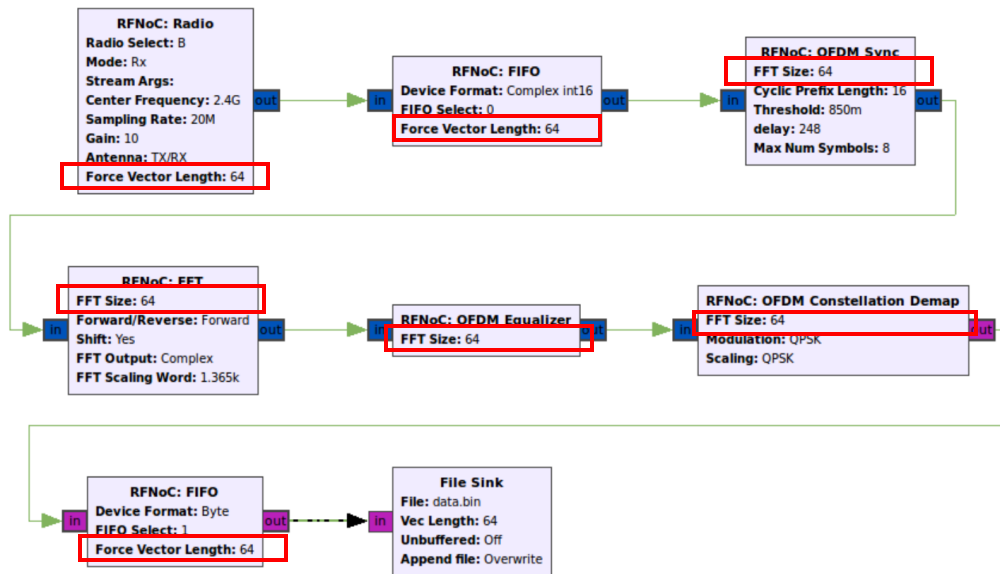 RFNoC: Radio
Radio Select: B
Mode: Rx
Stream Args:
Center Frequency: 2.4G
Sampling Rate: 20M
Gain: 10
Antenna: TX/RX
Force Vector Length: 64
out
in
RFNoC: FIFO
Device Format: Complex int16
FIFO Select: 0
Force Vector Length: 64
out
in
RFNoC: OFDM Sync
FFT Size: 64
Cyclic Prefix Length: 16
Threshold: 850m
delay: 248
Max Num Symbols: 8
out
in
RFNoC: FFT
FFT Size: 64
Forward/Reverse: Forward
Shift: Yes
FFT Output: Complex
FFT Scaling Word: 1.365k
out
in
RFNoC: OFDM Equalizer
FFT Size: 64
out
in
RFNoC: OFDM Constellation Demap
FFT Size: 64
Modulation: QPSK
Scaling: QPSK
out
in
RFNoC: FIFO
Device Format: Byte
FIFO Select: 1
Force Vector Length: 64
out
in
File Sink
File: data.bin
Vec Length: 64
Unbuffered: Off
Append file: Overwrite